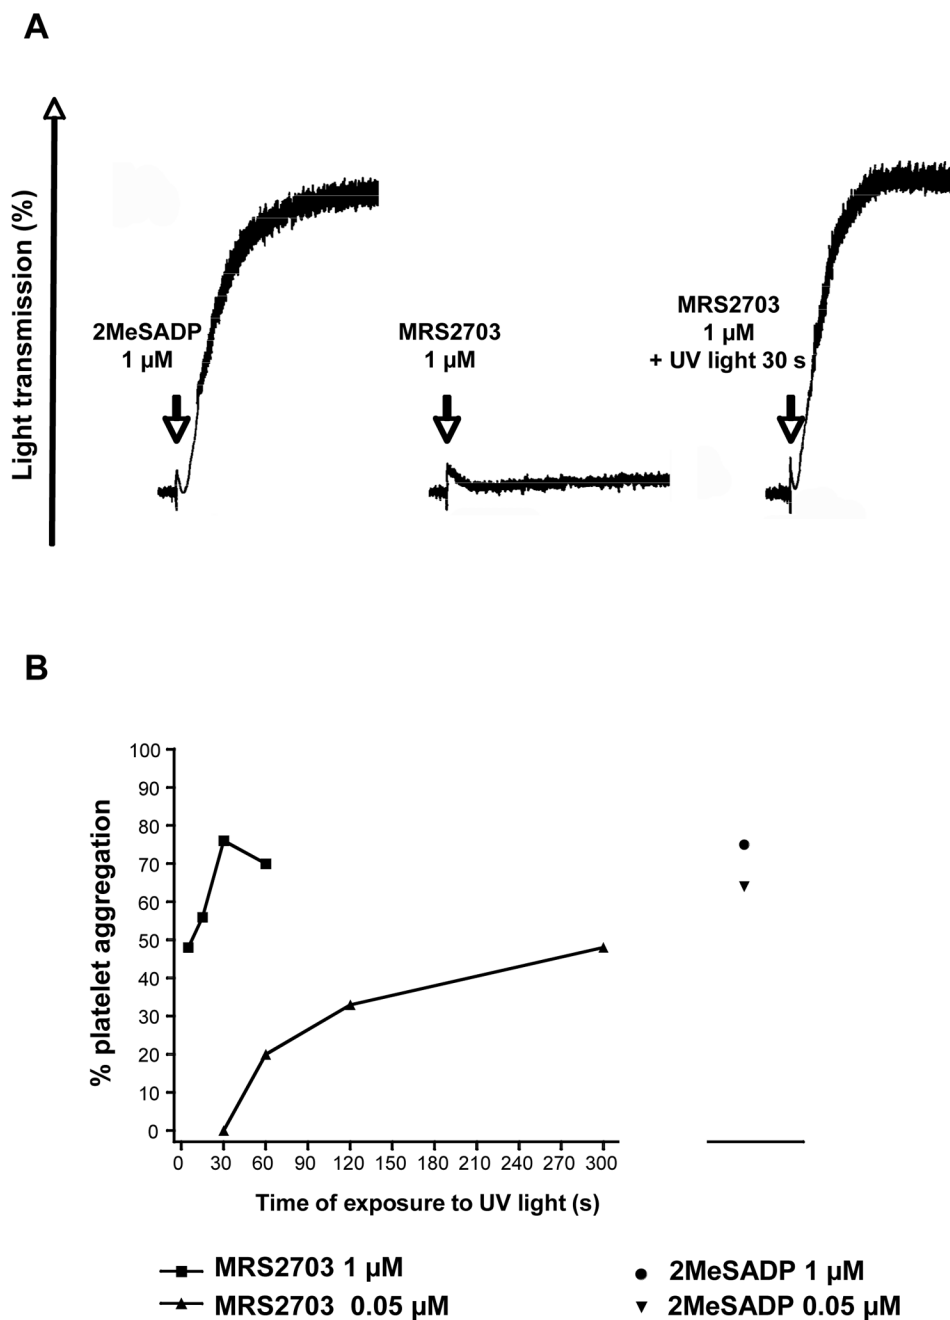 A
Light transmission (%)
2MeSADP
1 µM
MRS2703
1 µM
MRS2703
1 µM
+ UV light 30 s
B
% platelet aggregation
100
90
80
70
60
50
40
30
20
10
0
0 30 60 90 120 150 180 210 240 270 300
Time of exposure to UV light (s)
MRS2703 1 µM
MRS2703 0.05 µM
2MeSADP 1 µM
2MeSADP 0.05 µM